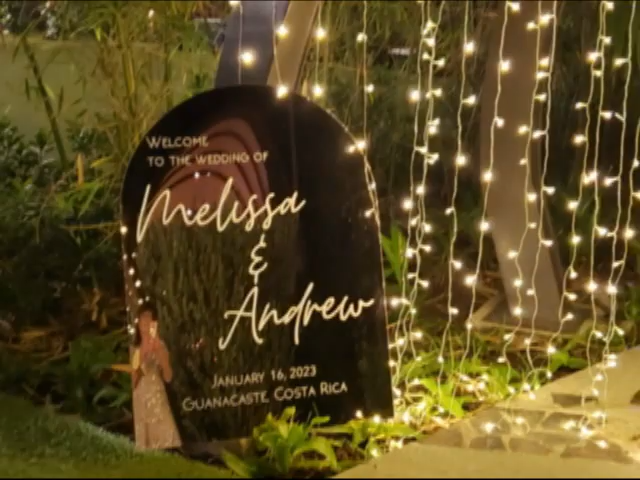 Welcome
to the wedding of
Melissa
&
Andrew
January 16, 2023
Guanacaste, Costa Rica